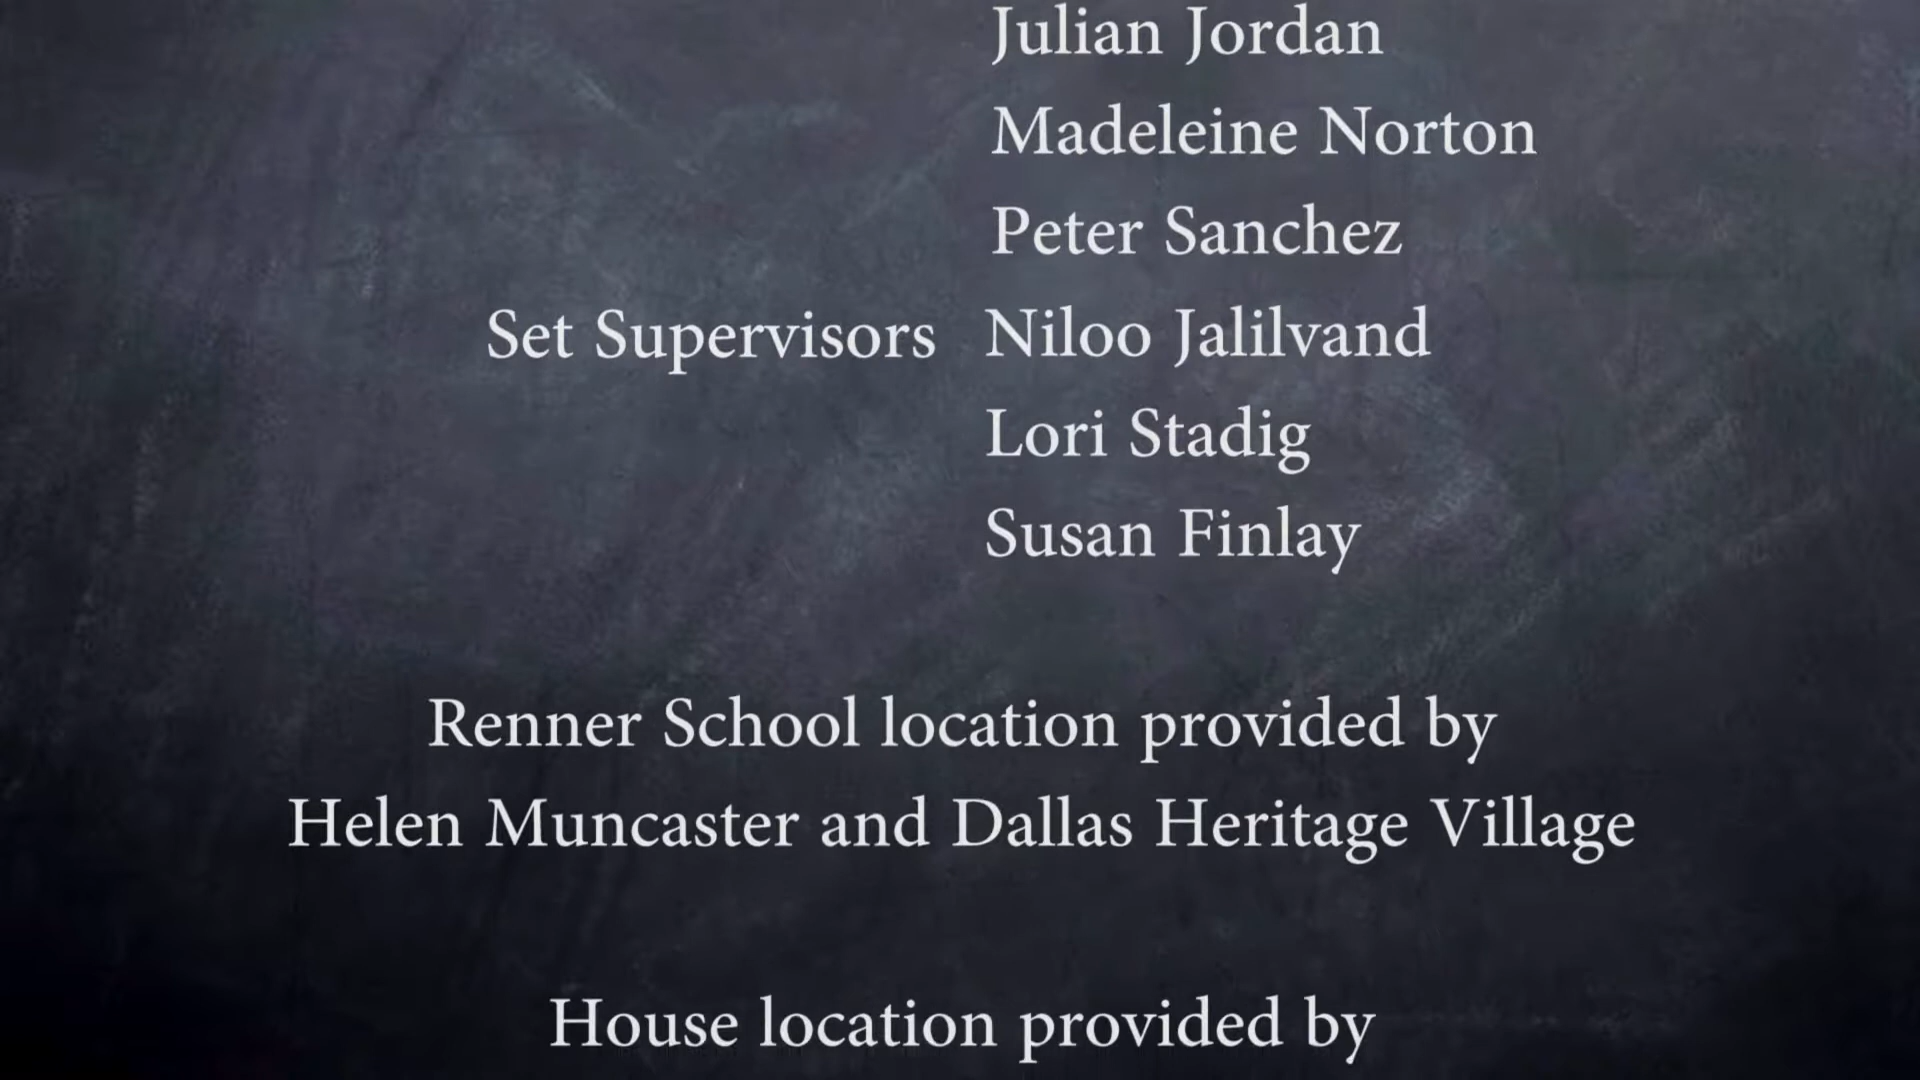 Julian Jordan
Madeleine Norton
Peter Sanchez
Set Supervisors Niloo Jalilvand
Lori Stadig
Susan Finlay
Renner School location provided by
Helen Muncaster and Dallas Heritage Village
House location provided by